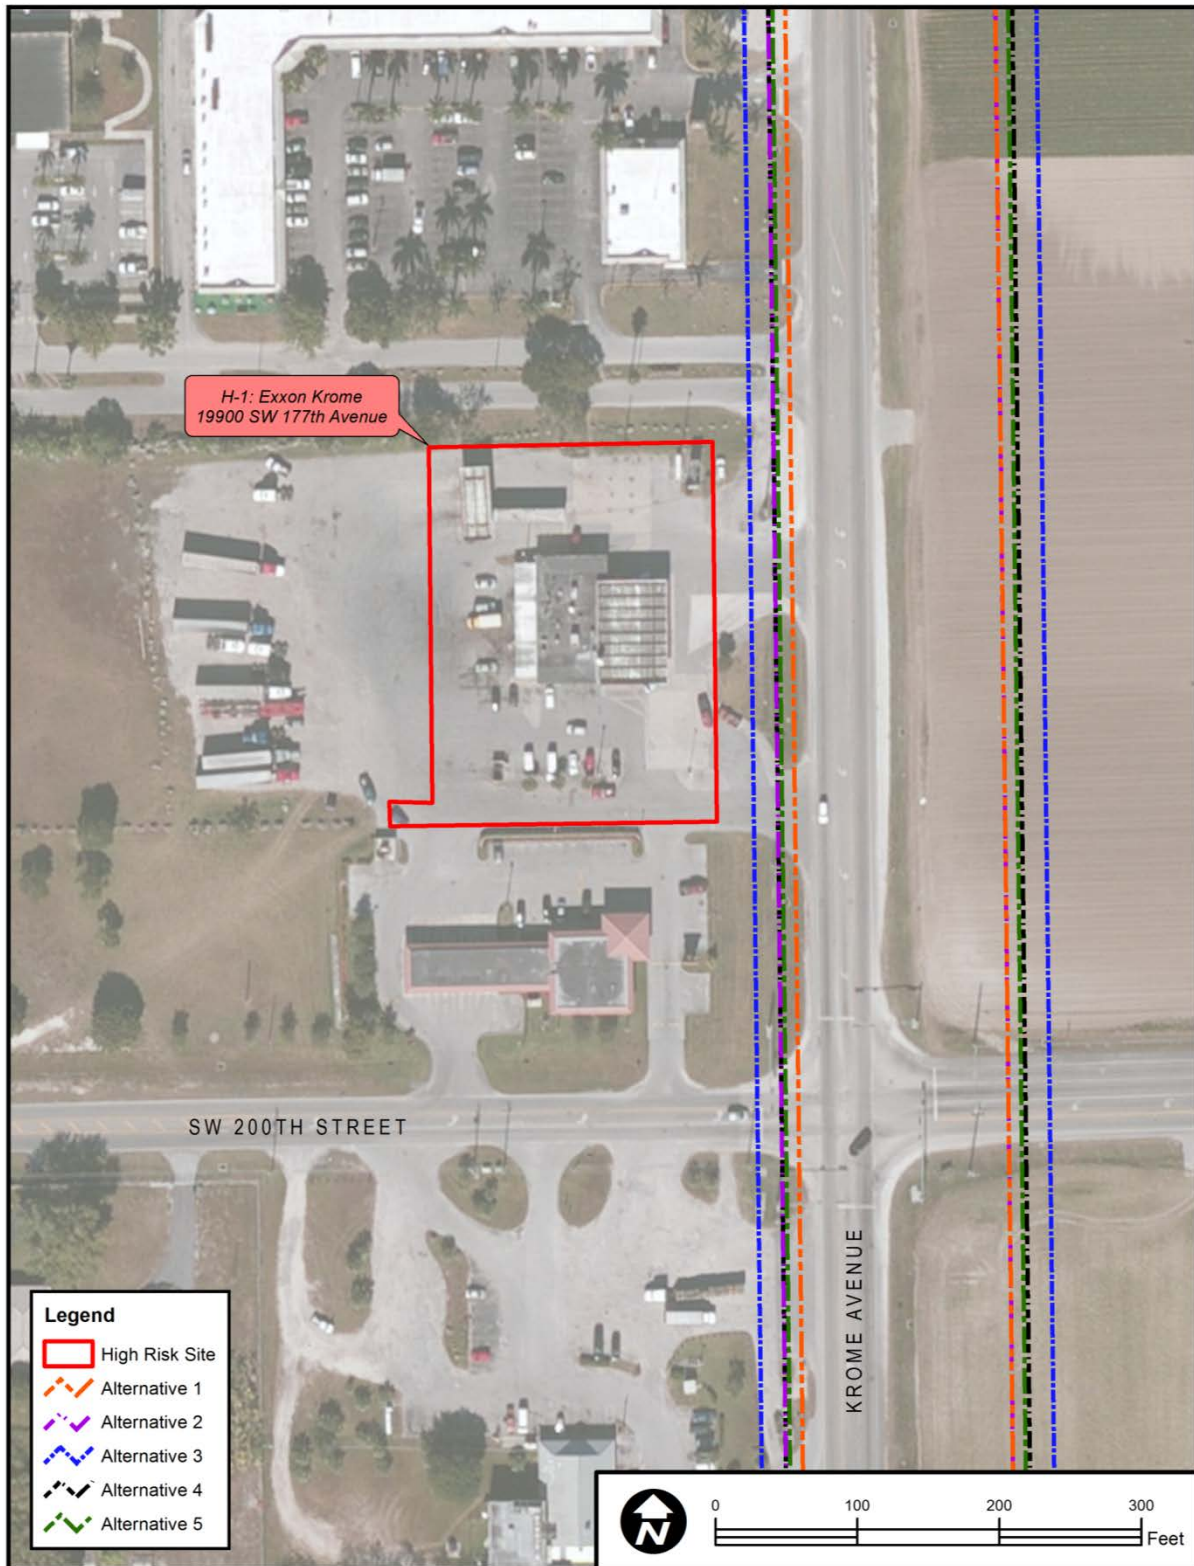 H-1: Exxon Krome
19900 SW 177th Avenue
SW 200TH STREET
KROME AVENUE
Legend
High Risk Site
Alternative 1
Alternative 2
Alternative 3
Alternative 4
Alternative 5
N
0 100 200 300
Feet